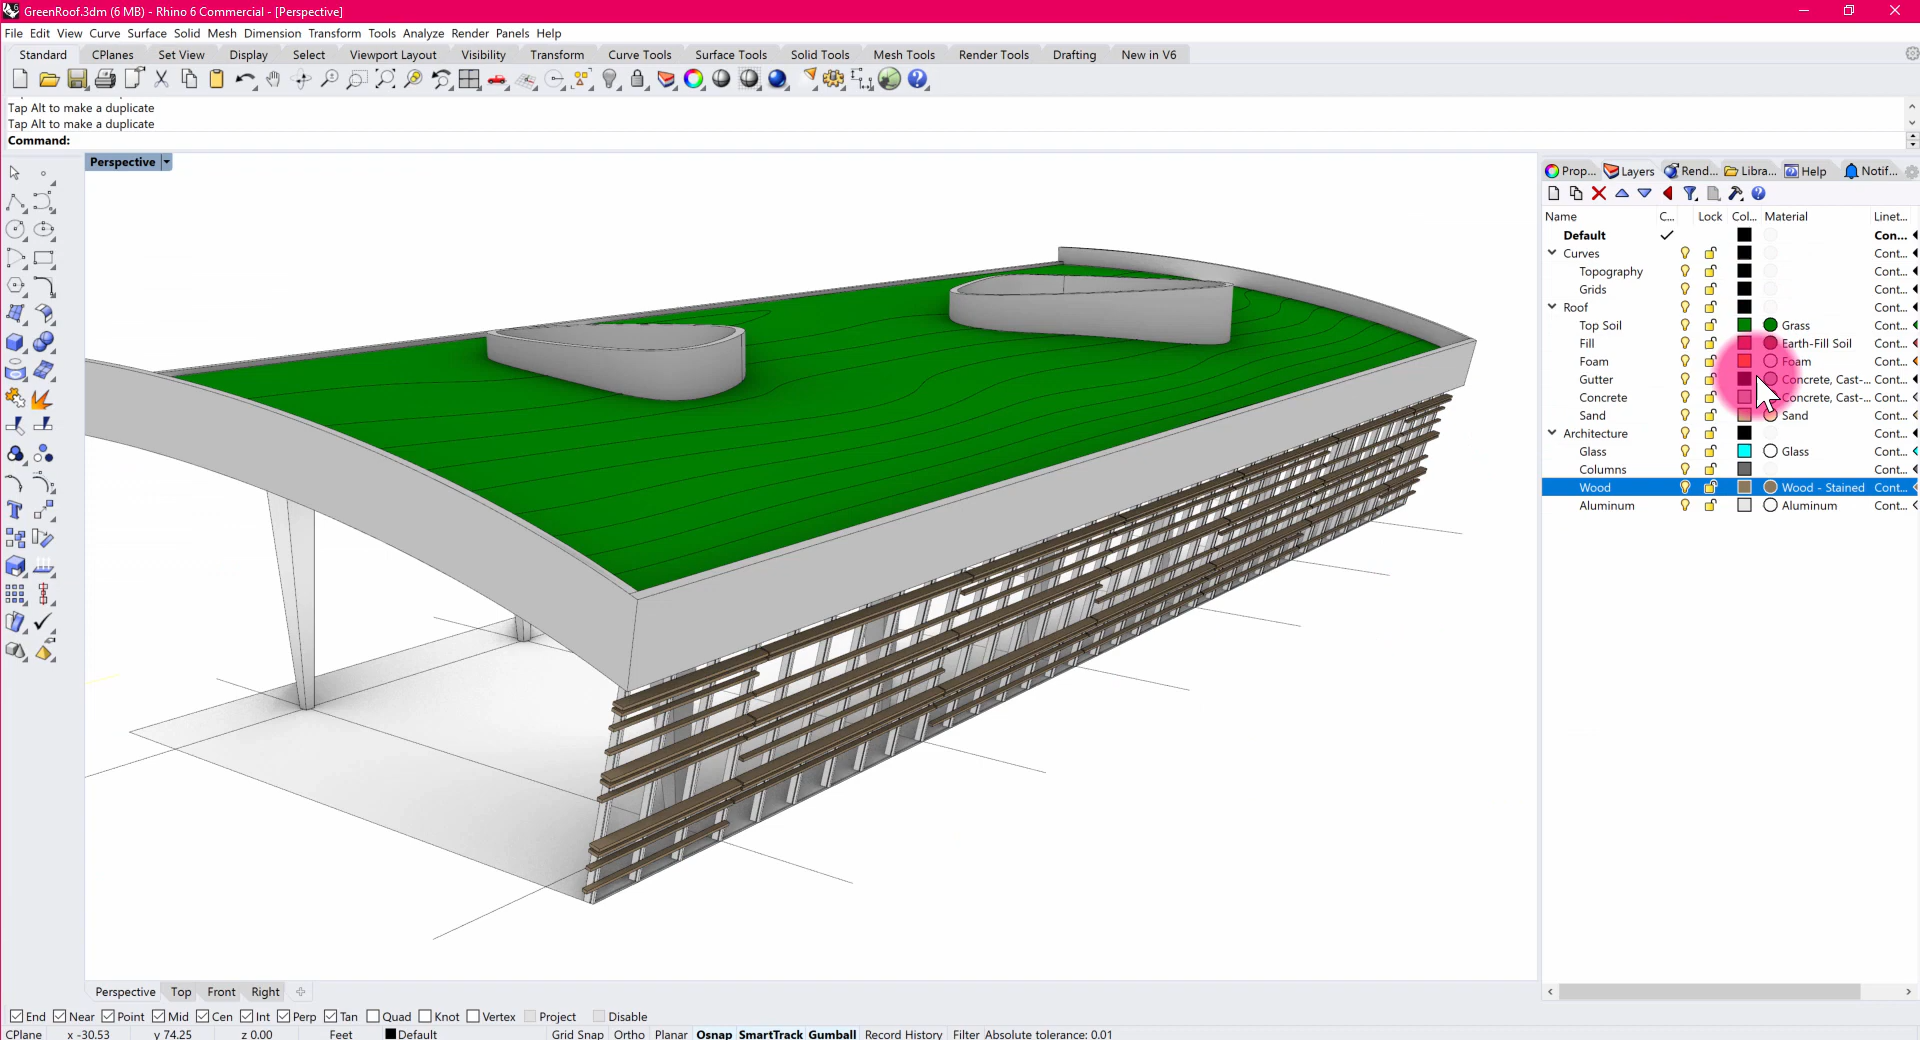 GreenRoof.3dm (6 MB) - Rhino 6 Commercial - [Perspective]
File Edit View Curve Surface Solid Mesh Dimension Transform Tools Analyze Render Panels Help
Standard CPlanes Set View Display Select Viewport Layout Visibility Transform Curve Tools Surface Tools Solid Tools Mesh Tools Render Tools Drafting New in V6
Tap Alt to make a duplicate
Tap Alt to make a duplicate
Command:
Perspective
Prop... Layers Rend... Libra... Help Notif...
Name C... Lock Col... Material Linet...
Default Con...
Curves Cont...
Topography Cont...
Grids Cont...
Roof Cont...
Top Soil Grass Cont...
Fill Earth-Fill Soil Cont...
Foam Foam Cont...
Gutter Concrete, Cast-... Cont...
Concrete Concrete, Cast-... Cont...
Sand Sand Cont...
Architecture Cont...
Glass Glass Cont...
Columns Cont...
Wood Wood - Stained Cont...
Aluminum Aluminum Cont...
Perspective Top Front Right
End Near Point Mid Cen Int Perp Tan Quad Knot Vertex Project Disable
CPlane x -30.53 y 74.25 z 0.00 Feet Default Grid Snap Ortho Planar Osnap SmartTrack Gumball Record History Filter Absolute tolerance: 0.01